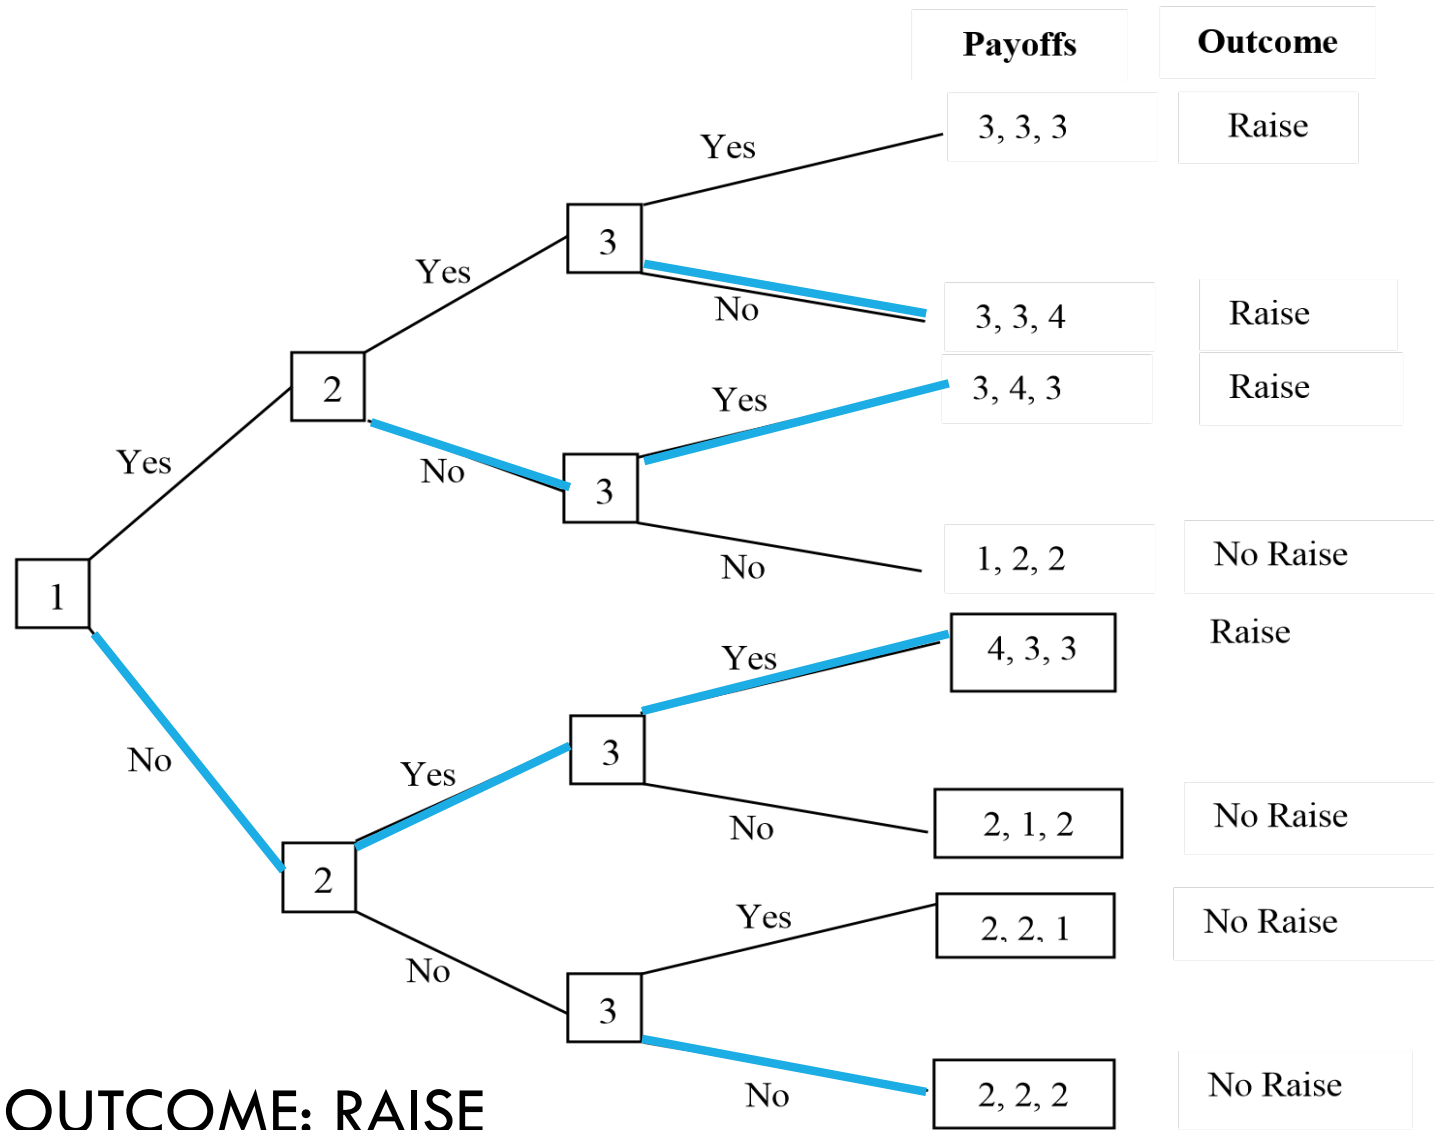 Payoffs Outcome
Yes 3, 3, 3 Raise
3
Yes
No 3, 3, 4 Raise
2
Yes 3, 4, 3 Raise
Yes
No
3
No 1, 2, 2 No Raise
1
Yes 4, 3, 3 Raise
No
Yes
3
No 2, 1, 2 No Raise
2
Yes 2, 2, 1 No Raise
No
3
No 2, 2, 2 No Raise
OUTCOME: RAISE